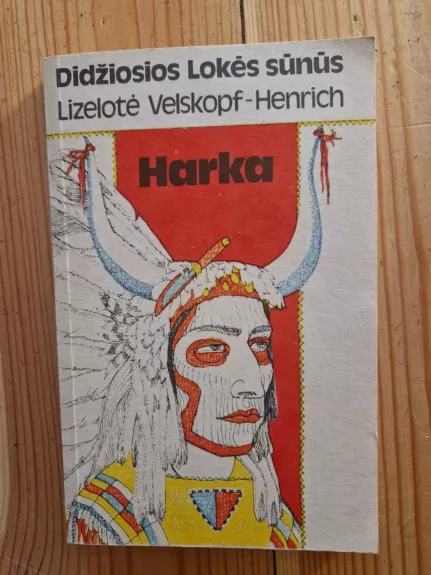 Didžiosios Lokės sūnūs
Lizelotė Velskopf-Henrich
Harka